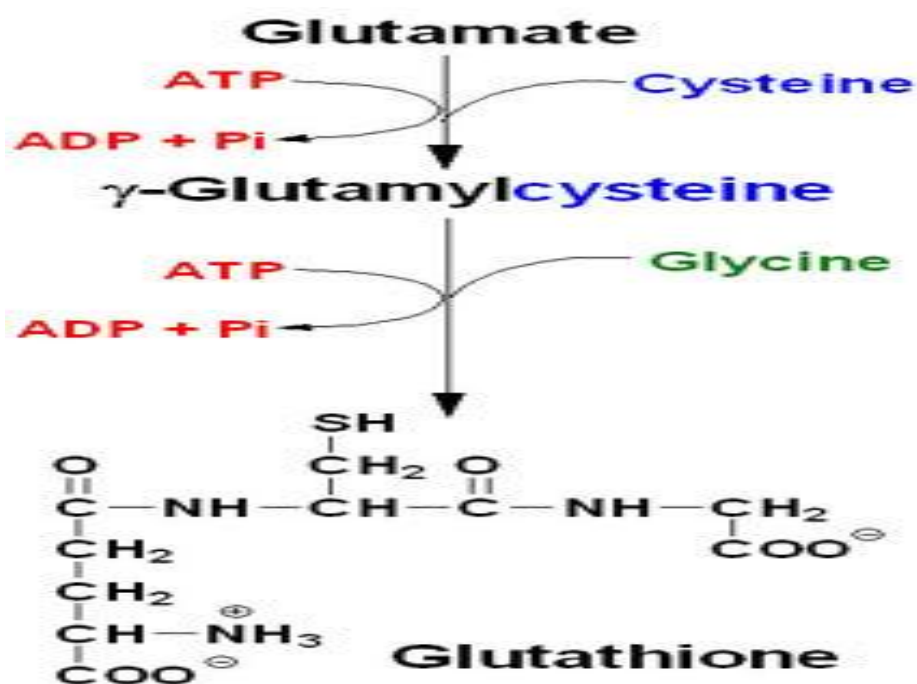 Glutamate
ATP Cysteine
ADP + Pi
γ-Glutamylcysteine
ATP Glycine
ADP + Pi
SH
O CH2 O
C—NH—CH—C—NH—CH2
CH2 COO⊖
CH2
CH—NH3⊕
COO⊖ Glutathione